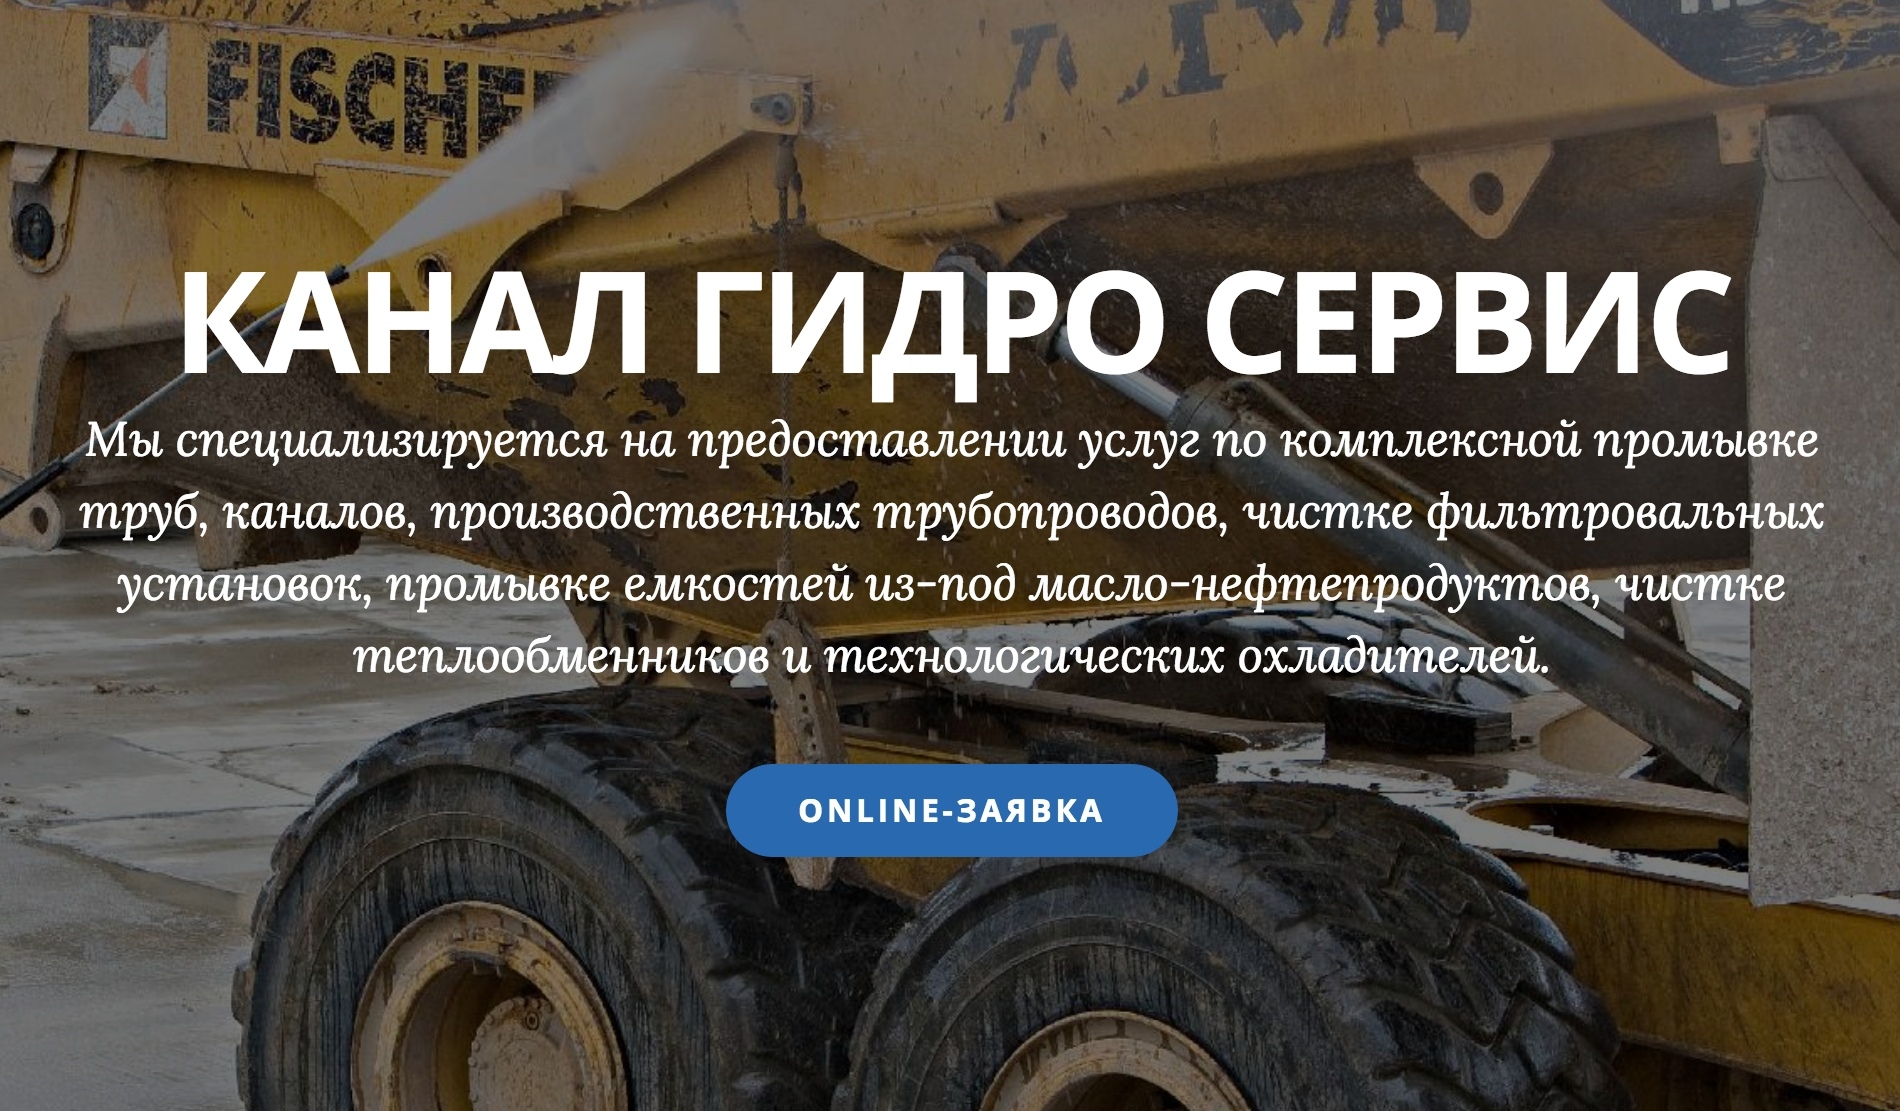 FISCHER
КАНАЛ ГИДРО СЕРВИС
Мы специализируется на предоставлении услуг по комплексной промывке
труб, каналов, производственных трубопроводов, чистке фильтровальных
установок, промывке емкостей из-под масло-нефтепродуктов, чистке
теплообменников и технологических охладителей.
ONLINE-ЗАЯВКА